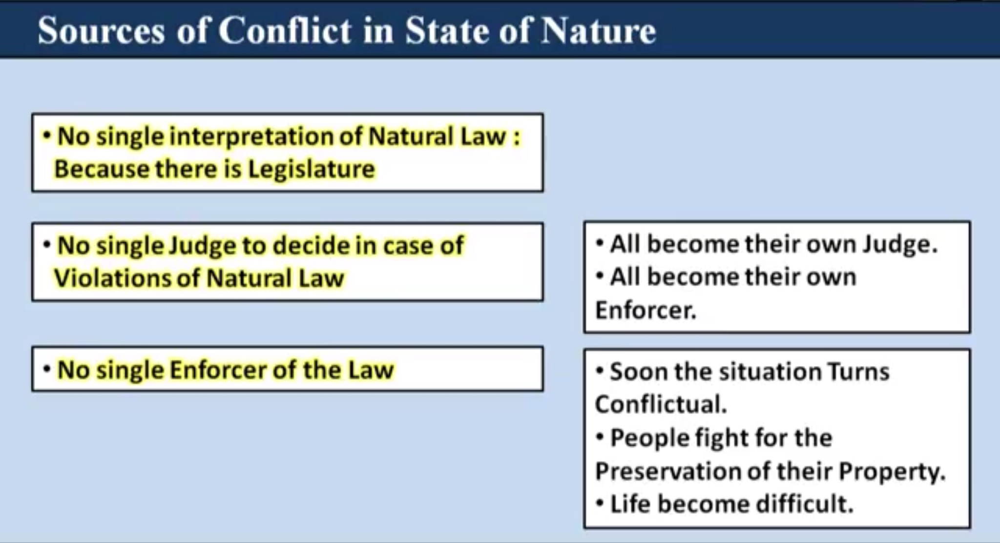 Sources of Conflict in State of Nature
• No single interpretation of Natural Law :
Because there is Legislature
• No single Judge to decide in case of
Violations of Natural Law
• No single Enforcer of the Law
• All become their own Judge.
• All become their own
Enforcer.
• Soon the situation Turns
Conflictual.
• People fight for the
Preservation of their Property.
• Life become difficult.